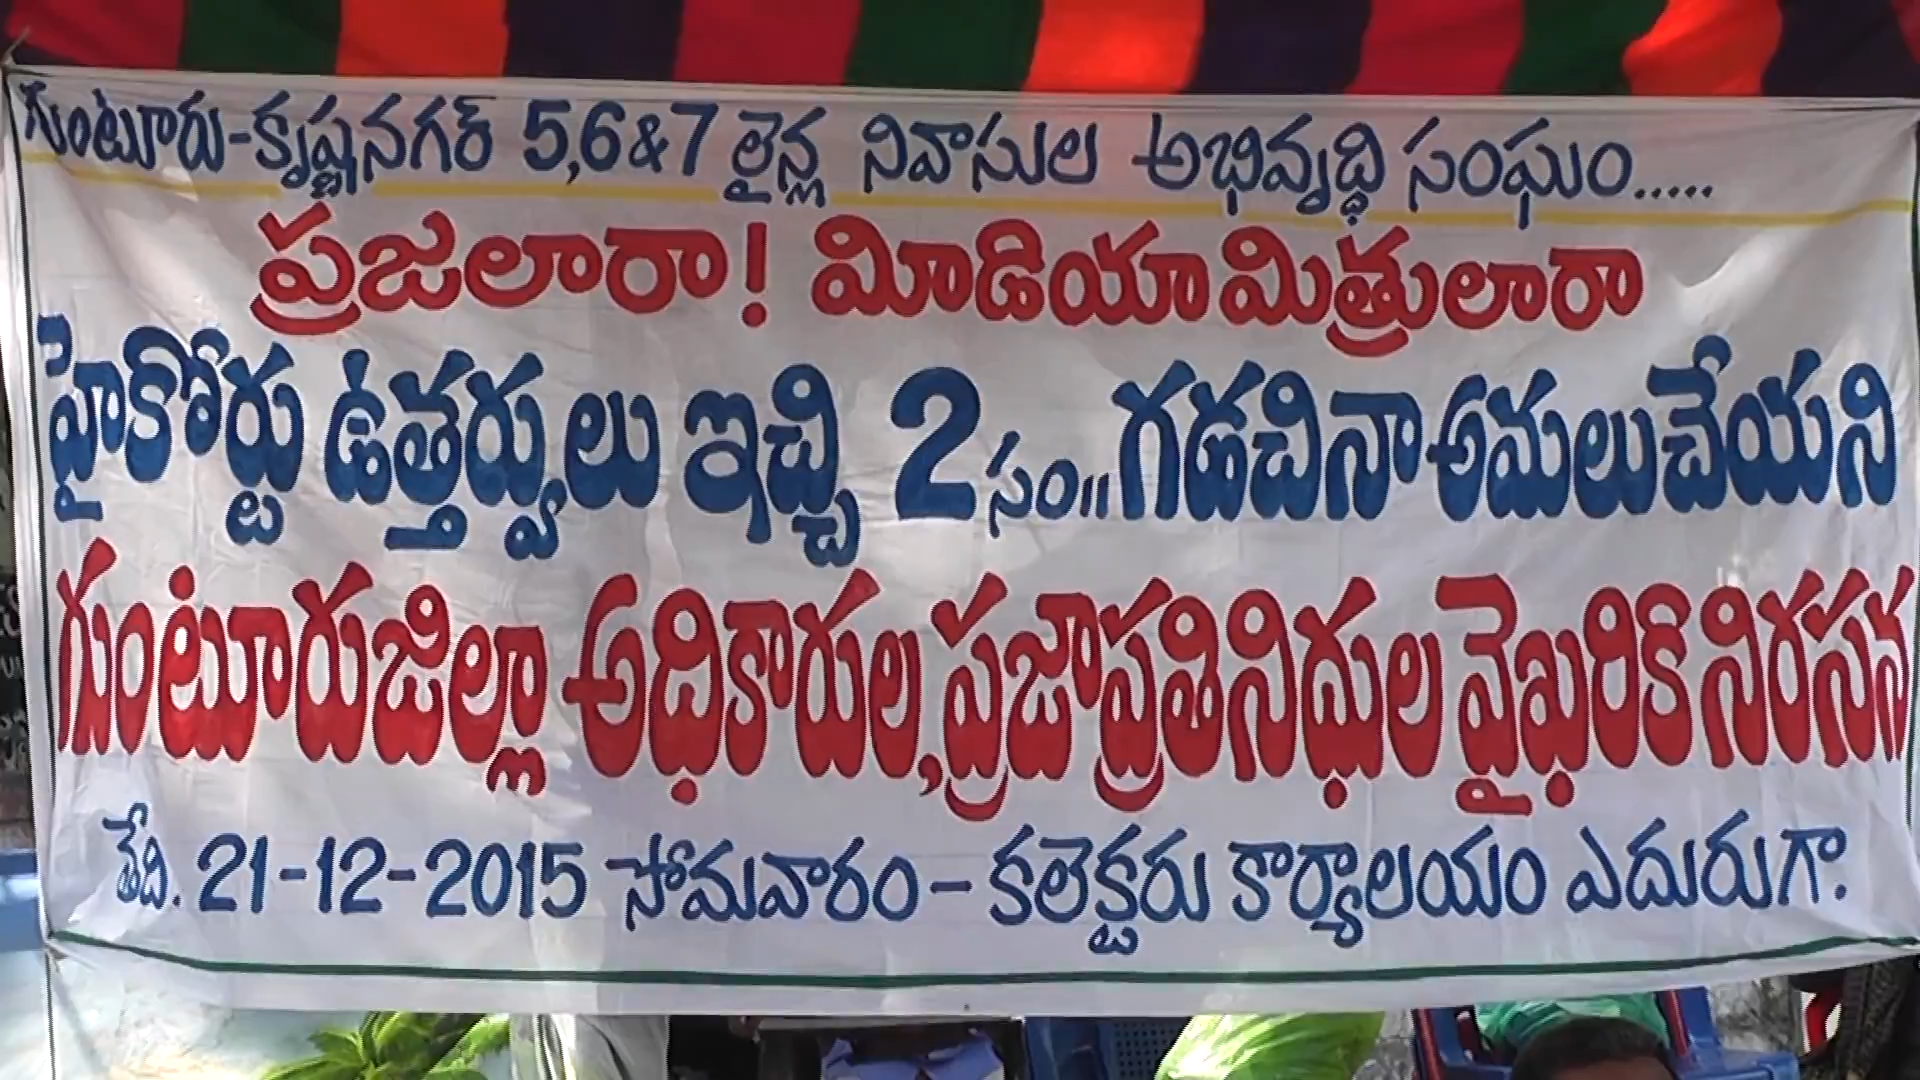 గుంటూరు-కృష్ణనగర్ 5,6&7 లైన్ల నివాసుల అభివృద్ధి సంఘం.....
ప్రజలారా! మీడియా మిత్రులారా
హైకోర్టు ఉత్తర్వులు ఇచ్చి 2 సం౹౹ గడచినా అమలుచేయని
గుంటూరు జిల్లా అధికారుల, ప్రజాప్రతినిధుల వైఖరికి నిరసన
తేది. 21-12-2015 సోమవారం - కలెక్టరు కార్యాలయం ఎదురుగా.